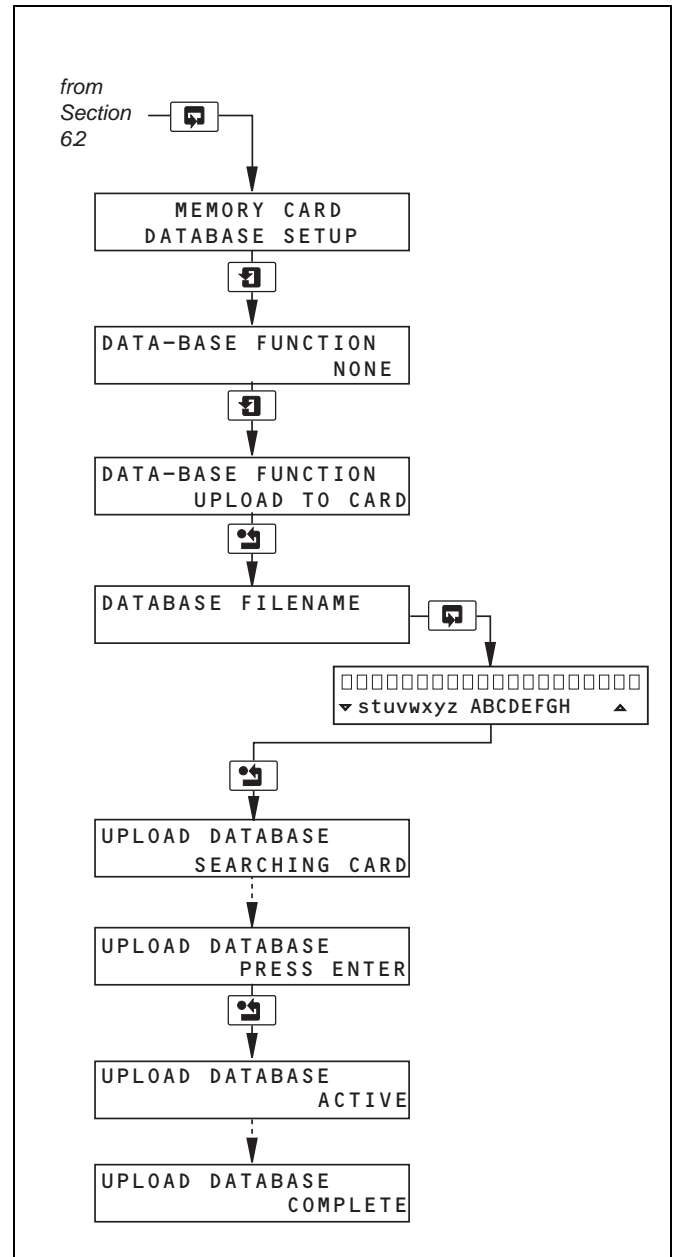 from
Section
6.2
MEMORY CARD
DATABASE SETUP
DATA-BASE FUNCTION
NONE
DATA-BASE FUNCTION
UPLOAD TO CARD
DATABASE FILENAME
stuvwxyz ABCDEFGH
UPLOAD DATABASE
SEARCHING CARD
UPLOAD DATABASE
PRESS ENTER
UPLOAD DATABASE
ACTIVE
UPLOAD DATABASE
COMPLETE